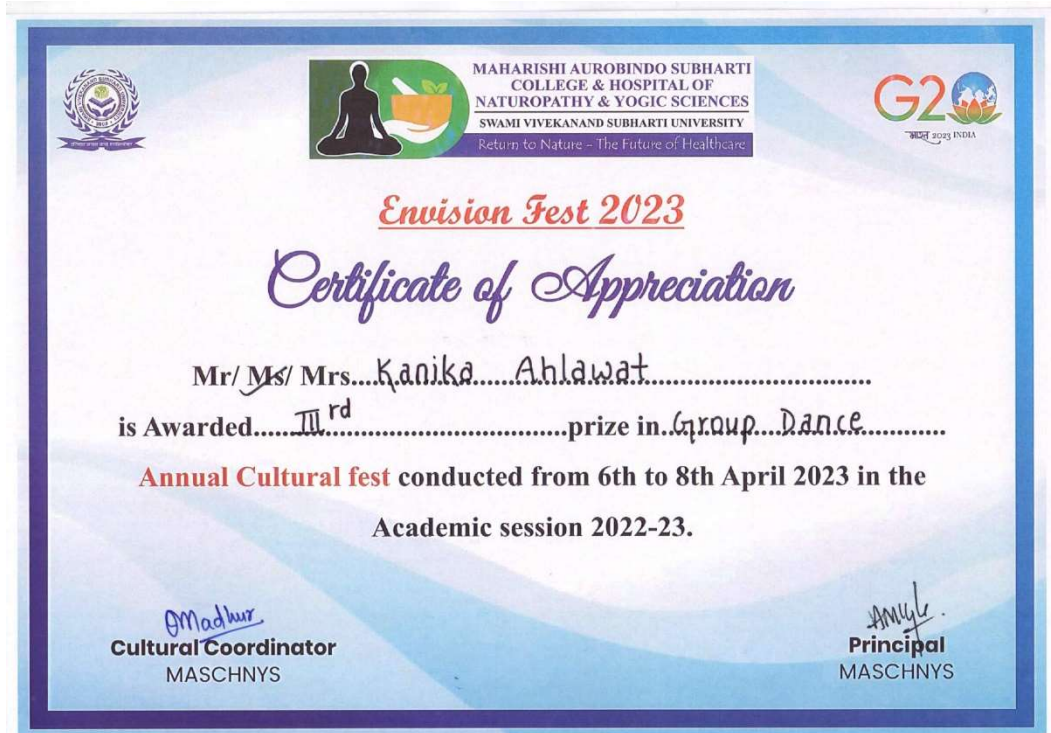 MAHARISHI AUROBINDO SUBHARTI
COLLEGE & HOSPITAL OF
NATUROPATHY & YOGIC SCIENCES
SWAMI VIVEKANAND SUBHARTI UNIVERSITY
Return to Nature - The Future of Healthcare
G20
भारत 2023 INDIA
Envision Fest 2023
Certificate of Appreciation
Mr/ Ms/ Mrs....Kanika Ahlawat....
is Awarded....IIIrd....prize in..Group Dance....
Annual Cultural fest conducted from 6th to 8th April 2023 in the
Academic session 2022-23.
Madhur
Cultural Coordinator
MASCHNYS
Principal
MASCHNYS